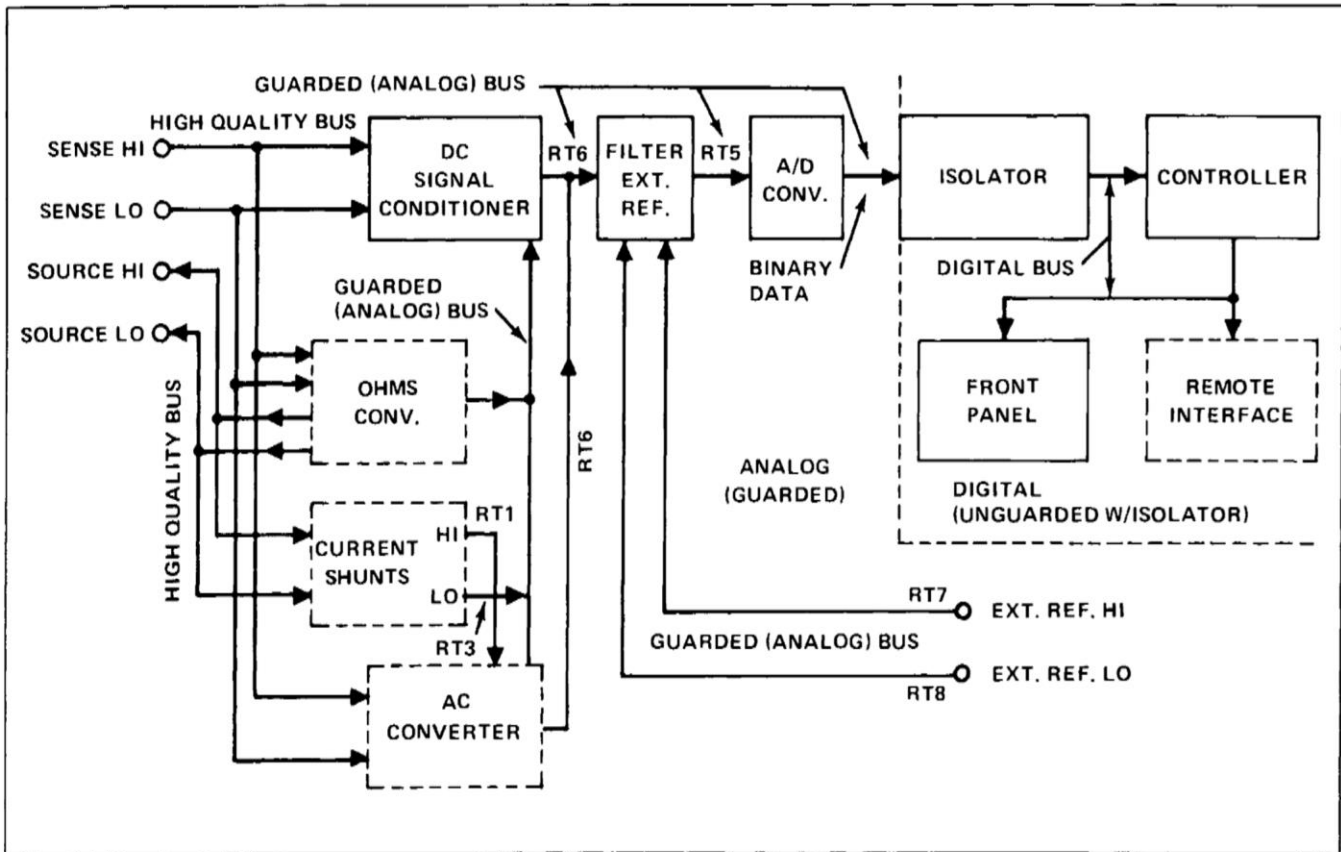 GUARDED (ANALOG) BUS
HIGH QUALITY BUS
SENSE HI
SENSE LO
SOURCE HI
SOURCE LO
DC
SIGNAL
CONDITIONER
RT6
FILTER
EXT.
REF.
RT5
A/D
CONV.
BINARY
DATA
ISOLATOR
CONTROLLER
DIGITAL BUS
GUARDED
(ANALOG) BUS
HIGH QUALITY BUS
OHMS
CONV.
RT6
FRONT
PANEL
REMOTE
INTERFACE
ANALOG
(GUARDED)
DIGITAL
(UNGUARDED W/ISOLATOR)
CURRENT
SHUNTS
HI
LO
RT1
RT3
AC
CONVERTER
RT7
EXT. REF. HI
GUARDED (ANALOG) BUS
RT8
EXT. REF. LO